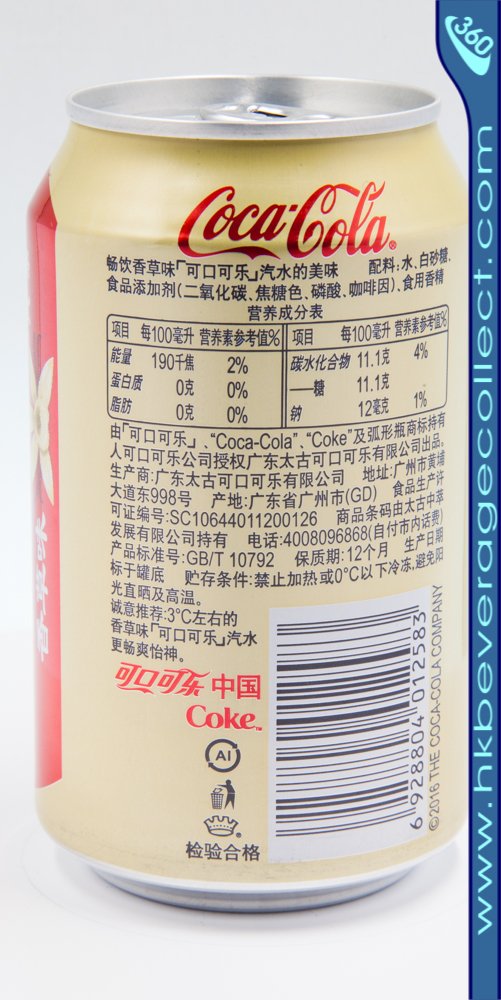 360
www.hkbeveragecollect.com
Coca-Cola®
畅饮香草味「可口可乐」汽水的美味 配料:水、白砂糖、
食品添加剂(二氧化碳、焦糖色、磷酸、咖啡因)、食用香精
营养成分表
项目 每100毫升 营养素参考值% 项目 每100毫升 营养素参考值%
能量 190千焦 2% 碳水化合物 11.1克 4%
蛋白质 0克 0% —糖 11.1克
脂肪 0克 0% 钠 12毫克 1%
由「可口可乐」、"Coca-Cola"、"Coke"及弧形瓶商标持有
人可口可乐公司授权广东太古可口可乐有限公司出品。
生产商:广东太古可口可乐有限公司 地址:广州市黄埔
大道东998号 产地:广东省广州市(GD) 食品生产许
可证编号:SC10644011200126 商品条码由太古中萃
发展有限公司持有 电话:4008096868(自付市内话费)
产品标准号:GB/T 10792 保质期:12个月 生产日期
标于罐底 贮存条件:禁止加热或0°C以下冷冻,避免阳
光直晒及高温。
诚意推荐:3°C左右的
香草味「可口可乐」汽水
更畅爽怡神。
可口可乐 中国
Coke™
Al
检验合格
6 928804 012583
©2016 THE COCA-COLA COMPANY
香草味